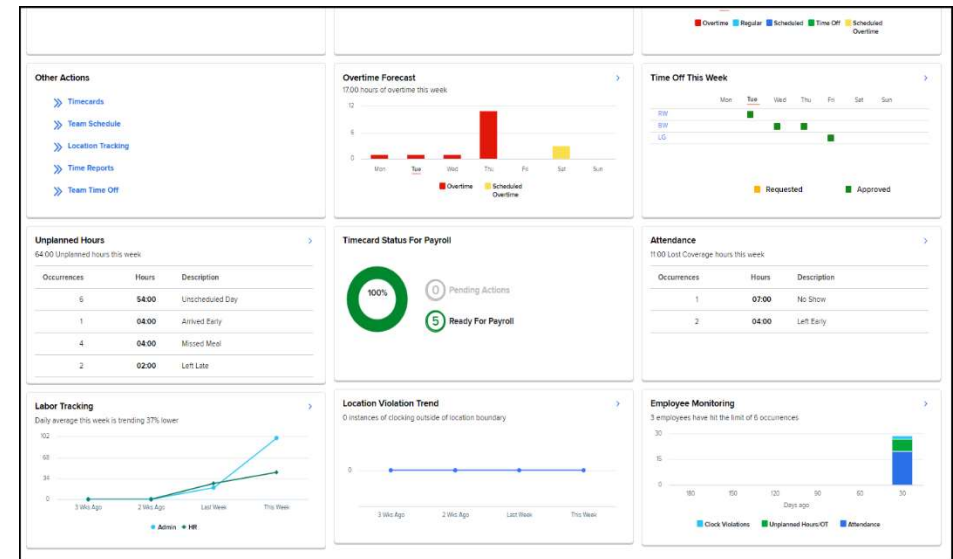 Overtime Regular Scheduled Time Off Scheduled
Overtime
Other Actions
Timecards
Team Schedule
Location Tracking
Time Reports
Team Time Off
Overtime Forecast
17.00 hours of overtime this week
12
6
0
Mon Tue Wed Thu Fri Sat Sun
Overtime Scheduled
Overtime
Time Off This Week
Mon Tue Wed Thu Fri Sat Sun
RW
BW
LG
Requested Approved
Unplanned Hours
64:00 Unplanned hours this week
Occurrences Hours Description
6 54:00 Unscheduled Day
1 04:00 Arrived Early
4 04:00 Missed Meal
2 02:00 Left Late
Timecard Status For Payroll
100%
0 Pending Actions
5 Ready For Payroll
Attendance
11:00 Lost Coverage hours this week
Occurrences Hours Description
1 07:00 No Show
2 04:00 Left Early
Labor Tracking
Daily average this week is trending 37% lower
102
68
34
0
3 Wks Ago 2 Wks Ago Last Week This Week
Admin HR
Location Violation Trend
0 instances of clocking outside of location boundary
0
3 Wks Ago 2 Wks Ago Last Week This Week
Employee Monitoring
3 employees have hit the limit of 6 occurrences
30
15
0
180 150 120 90 60 30
Days ago
Clock Violations Unplanned Hours/OT Attendance